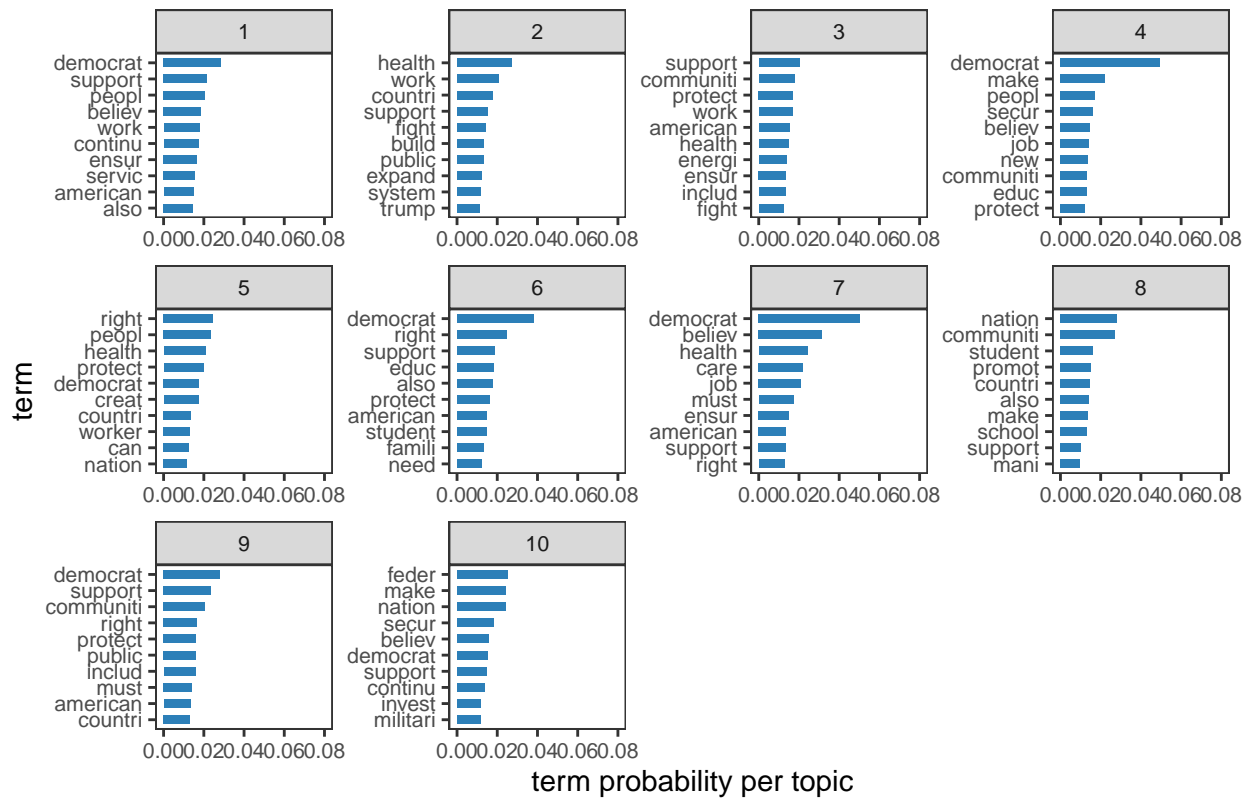 1
democrat
support
peopl
believ
work
continu
ensur
servic
american
also
0.000.020.040.060.08
2
health
work
countri
support
fight
build
public
expand
system
trump
0.000.020.040.060.08
3
support
communiti
protect
work
american
health
energi
ensur
includ
fight
0.000.020.040.060.08
4
democrat
make
peopl
secur
believ
job
new
communiti
educ
protect
0.000.020.040.060.08
5
right
peopl
health
protect
democrat
creat
countri
worker
can
nation
0.000.020.040.060.08
6
democrat
right
support
educ
also
protect
american
student
famili
need
0.000.020.040.060.08
7
democrat
believ
health
care
job
must
ensur
american
support
right
0.000.020.040.060.08
8
nation
communiti
student
promot
countri
also
make
school
support
mani
0.000.020.040.060.08
9
democrat
support
communiti
right
protect
public
includ
must
american
countri
0.000.020.040.060.08
10
feder
make
nation
secur
believ
democrat
support
continu
invest
militari
0.000.020.040.060.08
term
term probability per topic